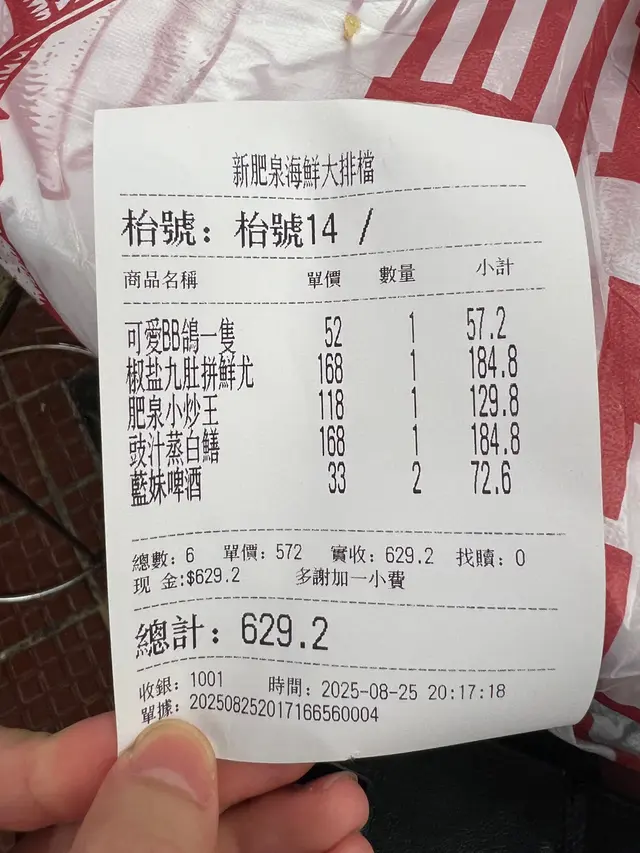 新肥泉海鮮大排檔
枱號：枱號14 /
商品名稱 單價 數量 小計
可愛BB鴿一隻 52 1 57.2
椒盐九肚拼鮮尤 168 1 184.8
肥泉小炒王 118 1 129.8
豉汁蒸白鱔 168 1 184.8
藍妹啤酒 33 2 72.6
總數：6 單價：572 實收：629.2 找贖：0
现 金:$629.2 多謝加一小費
總計：629.2
收銀：1001 時間：2025-08-25 20:17:18
單據：202508252017166560004